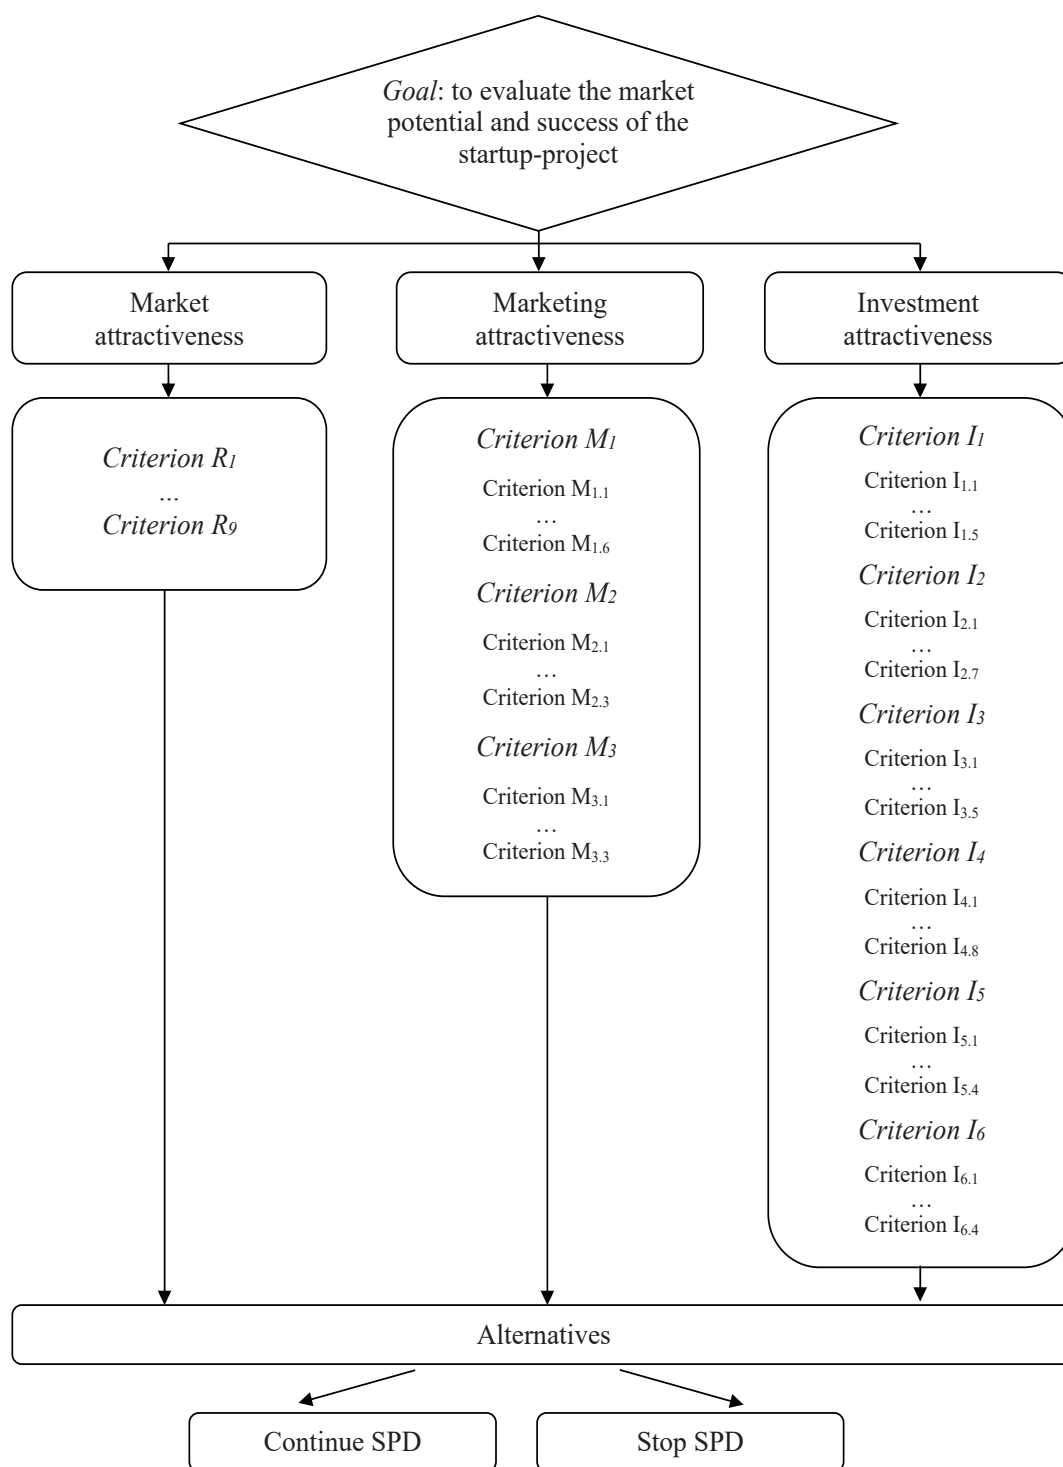 Goal: to evaluate the market
potential and success of the
startup-project
Market
attractiveness
Marketing
attractiveness
Investment
attractiveness
Criterion R1
...
Criterion R9
Criterion M1
Criterion M1.1
…
Criterion M1.6
Criterion M2
Criterion M2.1
…
Criterion M2.3
Criterion M3
Criterion M3.1
…
Criterion M3.3
Criterion I1
Criterion I1.1
…
Criterion I1.5
Criterion I2
Criterion I2.1
…
Criterion I2.7
Criterion I3
Criterion I3.1
…
Criterion I3.5
Criterion I4
Criterion I4.1
…
Criterion I4.8
Criterion I5
Criterion I5.1
…
Criterion I5.4
Criterion I6
Criterion I6.1
…
Criterion I6.4
Alternatives
Continue SPD
Stop SPD